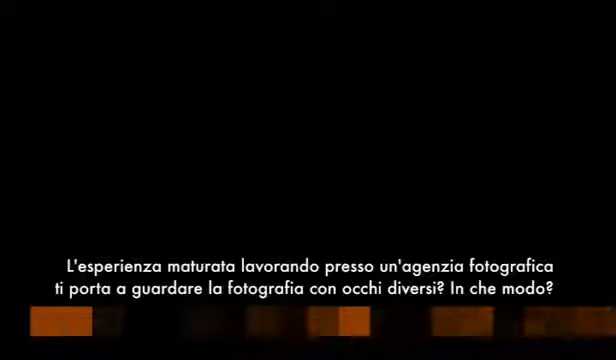 L'esperienza maturata lavorando presso un'agenzia fotografica
ti porta a guardare la fotografia con occhi diversi? In che modo?